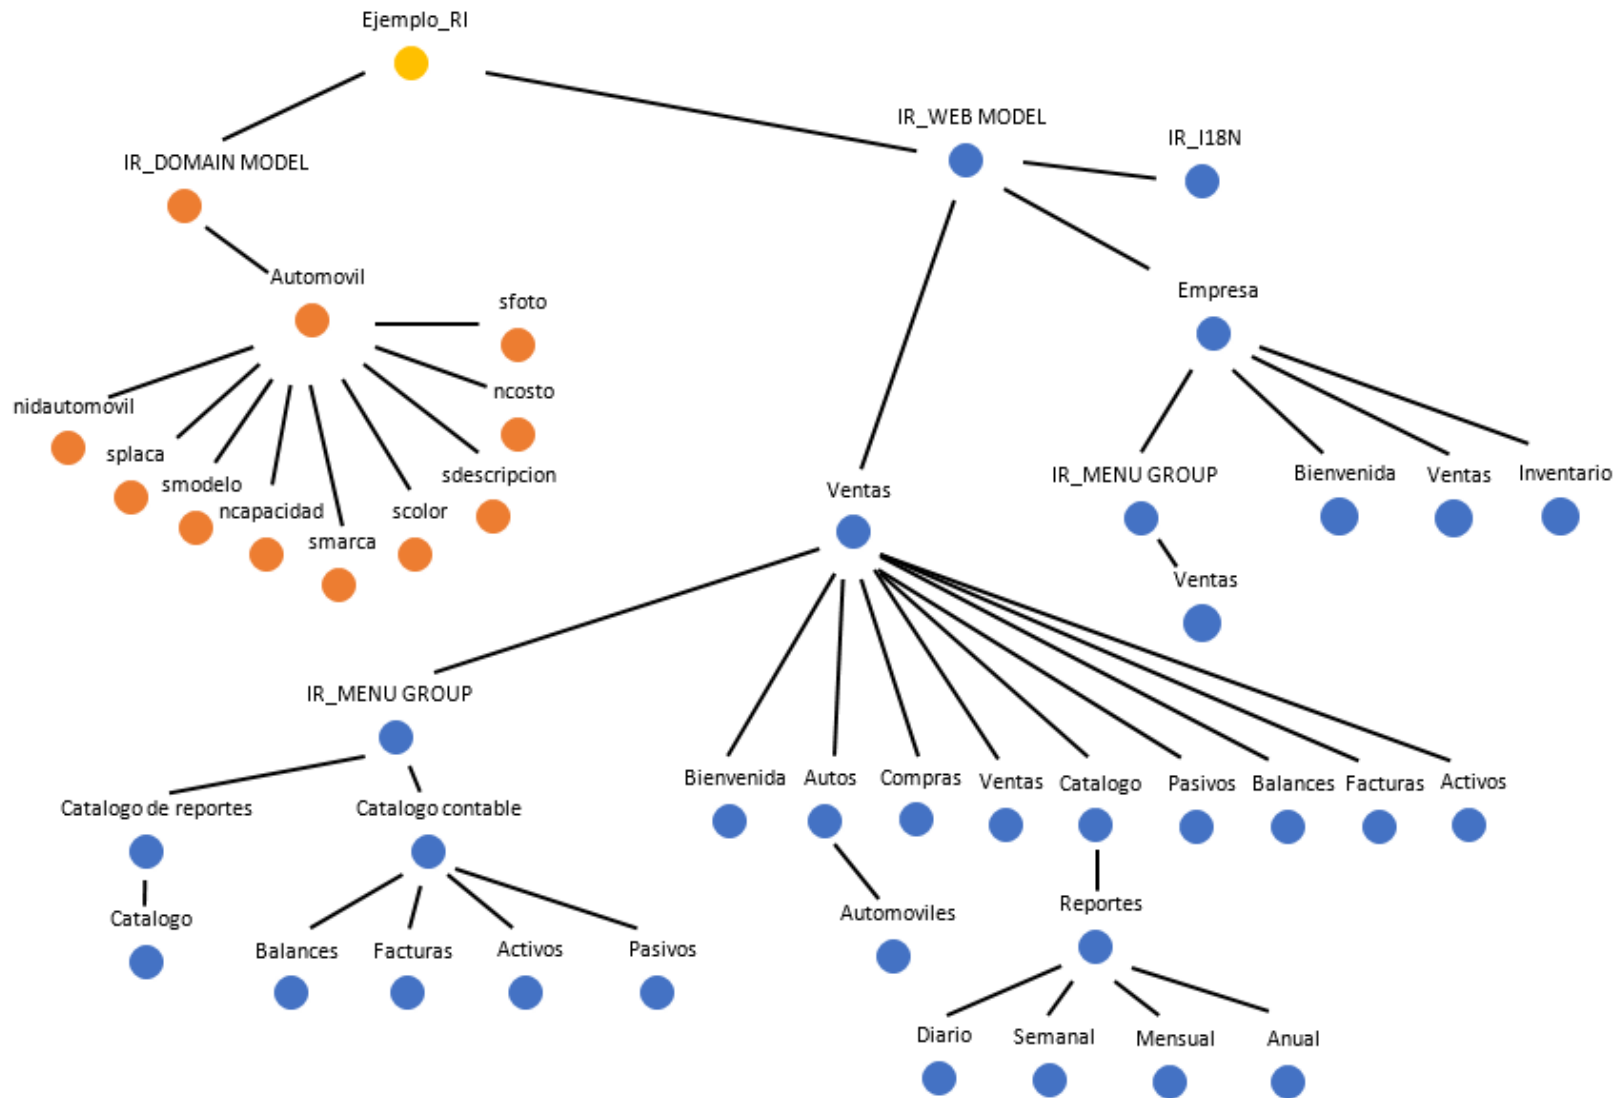 Ejemplo_RI
IR_WEB MODEL
IR_I18N
IR_DOMAIN MODEL
Automovil
sfoto
Empresa
nidautomovil
ncosto
splaca
smodelo
sdescripcion
ncapacidad
scolor
smarca
IR_MENU GROUP
Bienvenida
Ventas
Inventario
Ventas
Ventas
IR_MENU GROUP
Bienvenida
Autos
Compras
Ventas
Catalogo
Pasivos
Balances
Facturas
Activos
Catalogo de reportes
Catalogo contable
Catalogo
Balances
Facturas
Activos
Pasivos
Automoviles
Reportes
Diario
Semanal
Mensual
Anual